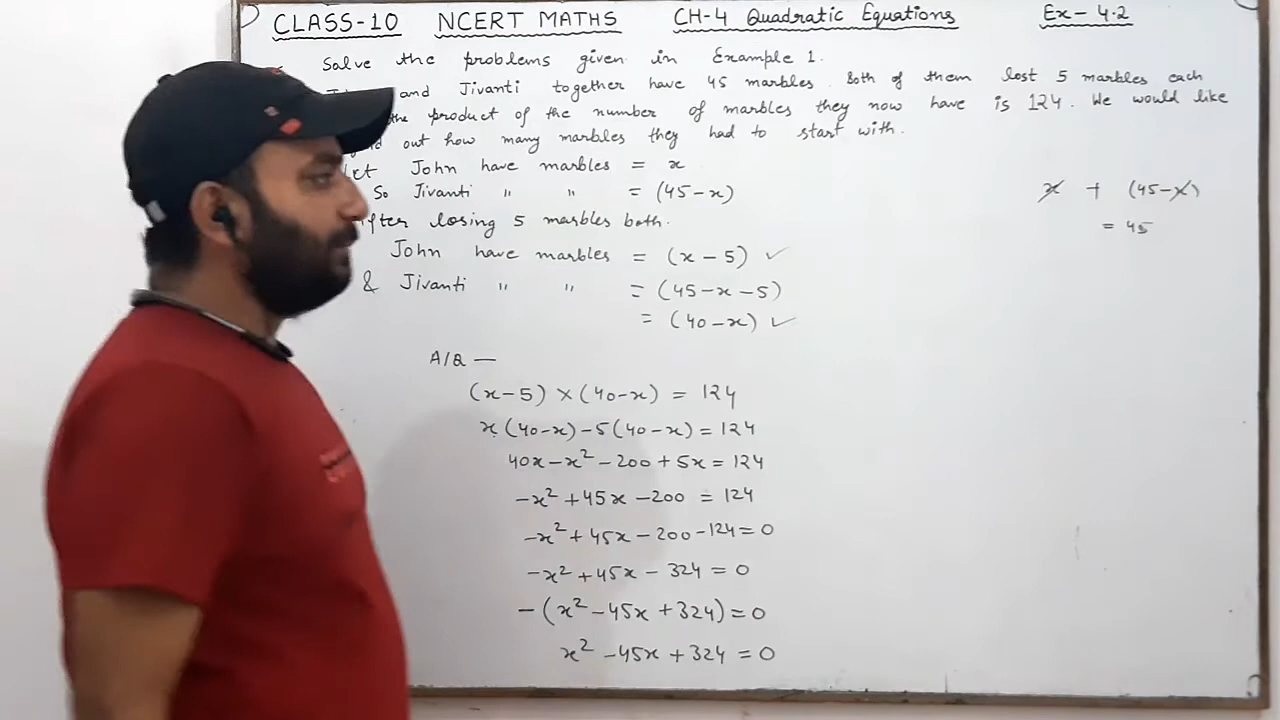 CLASS-10 NCERT MATHS CH-4 Quadratic Equations Ex-4.2
Solve the problems given in Example 1.
and Jivanti together have 45 marbles. Both of them lost 5 marbles each
the product of the number of marbles they now have is 124. We would like
out how many marbles they had to start with.
John have marbles = x
So Jivanti " " = (45-x)
x + (45-x)
= 45
After losing 5 marbles both.
John have marbles = (x-5) ✓
& Jivanti " " = (45-x-5)
= (40-x) ✓
A/Q —
(x-5) × (40-x) = 124
x(40-x)-5(40-x) = 124
40x-x²-200+5x=124
-x²+45x-200 = 124
-x²+45x-200-124=0
-x²+45x-324=0
-(x²-45x+324)=0
x²-45x+324=0